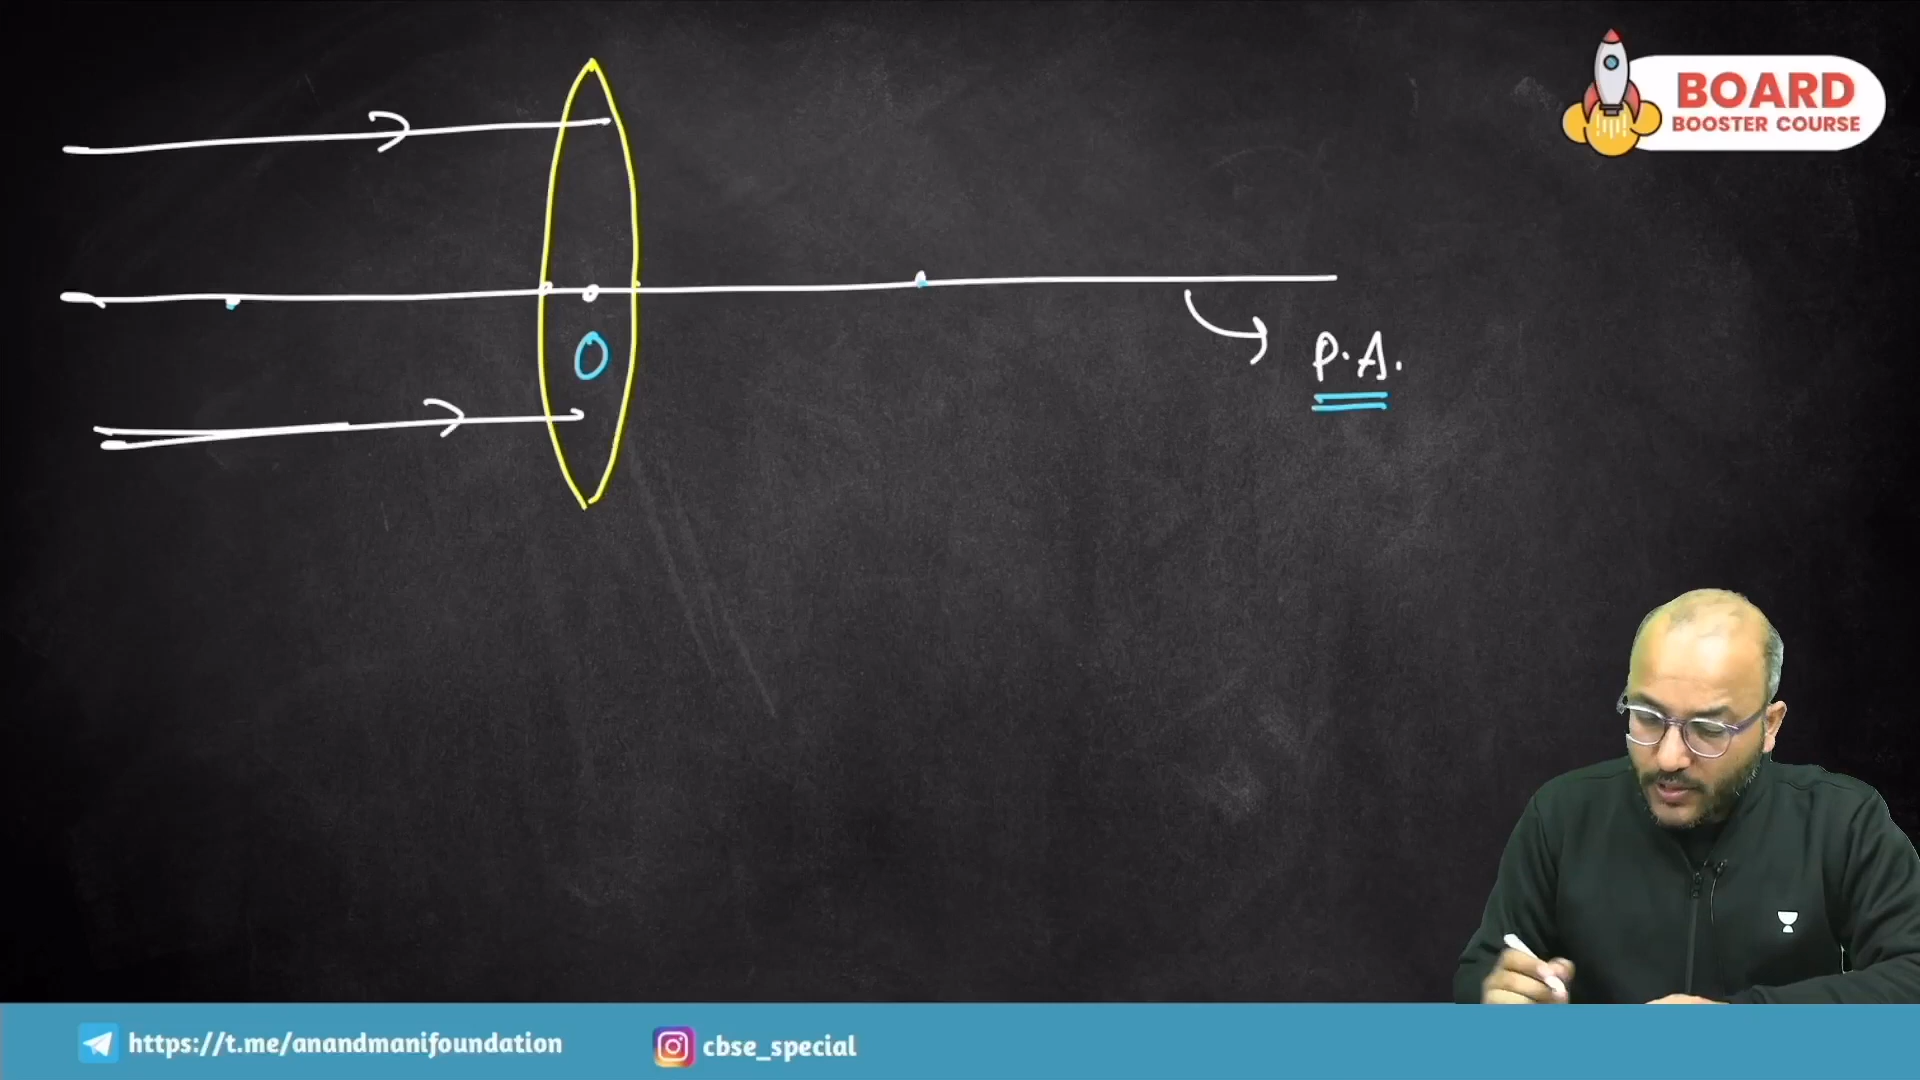 BOARD
BOOSTER COURSE
O
P.A.
https://t.me/anandmanifoundation
cbse_special